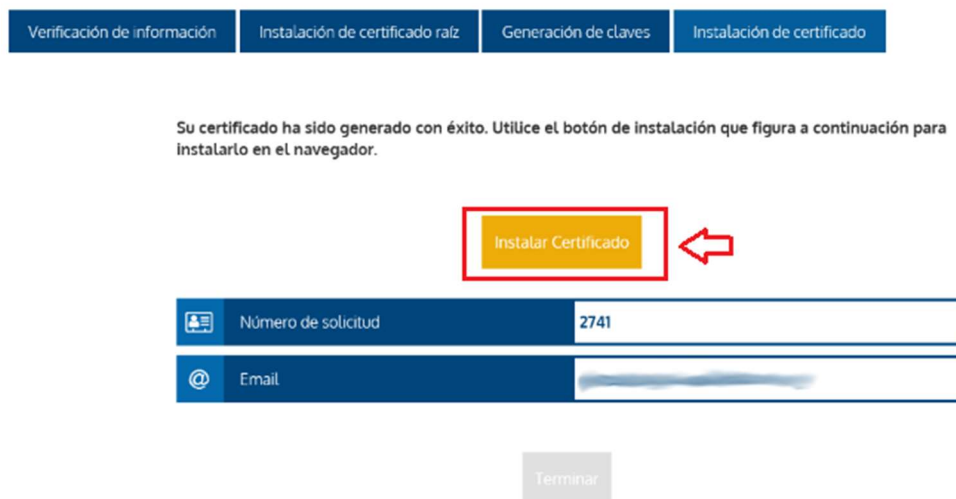 Verificación de información
Instalación de certificado raíz
Generación de claves
Instalación de certificado
Su certificado ha sido generado con éxito. Utilice el botón de instalación que figura a continuación para
instalarlo en el navegador.
Instalar Certificado
Número de solicitud
2741
@ Email
Terminar